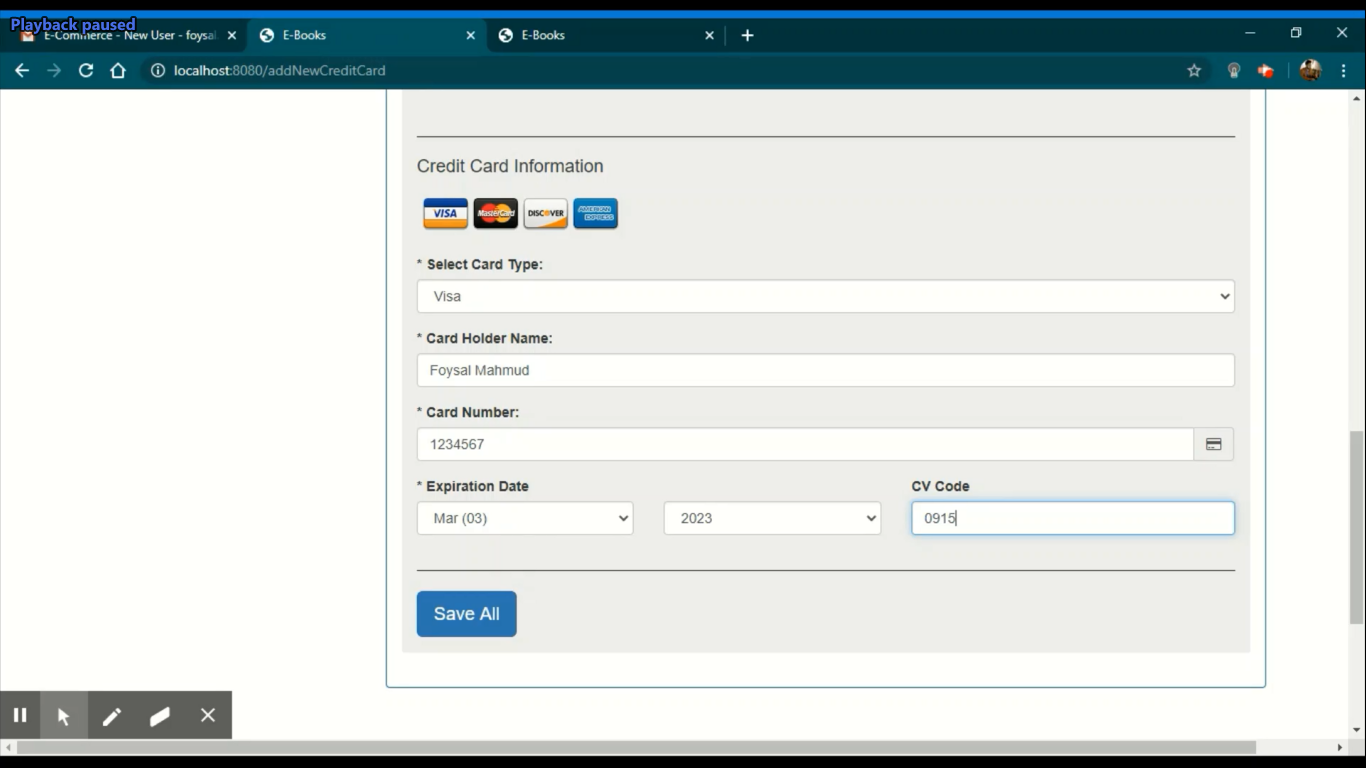 Playback paused
E-Commerce - New User - foysal
E-Books
E-Books
localhost:8080/addNewCreditCard
Credit Card Information
VISA MasterCard DISCOVER AMERICAN EXPRESS
* Select Card Type:
Visa
* Card Holder Name:
Foysal Mahmud
* Card Number:
1234567
* Expiration Date CV Code
Mar (03) 2023 0915
Save All